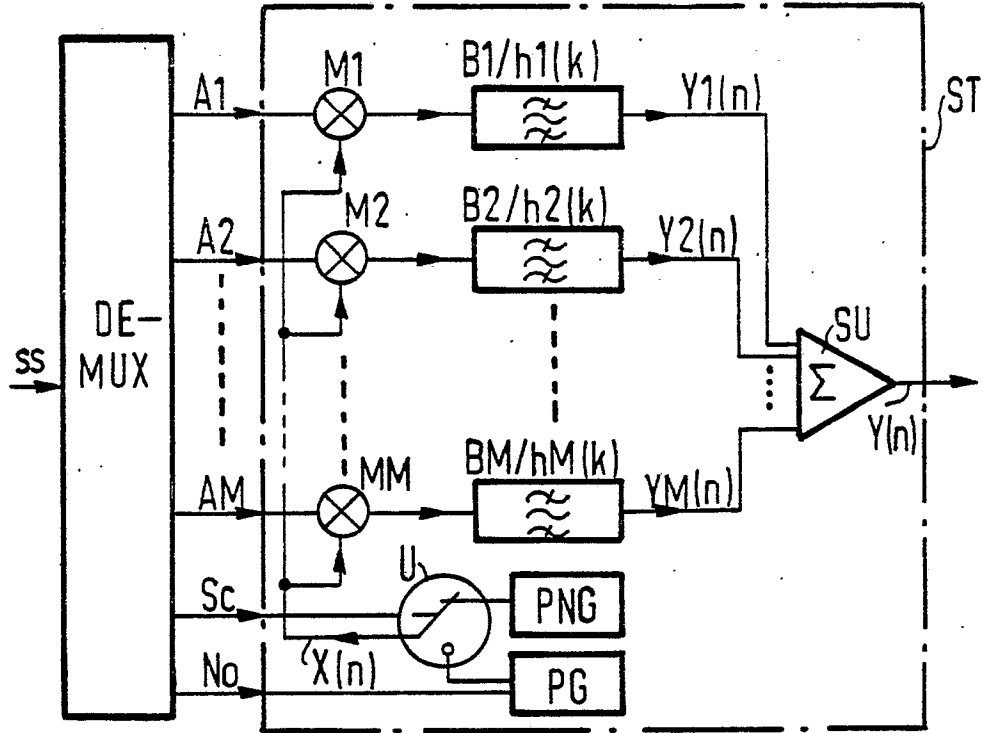 M1
B1/h1(k)
A1
Y1(n)
ST
M2
B2/h2(k)
A2
Y2(n)
DE-
MUX
SS
SU
Σ
Y(n)
MM
BM/hM(k)
AM
YM(n)
U
Sc
PNG
X(n)
No
PG